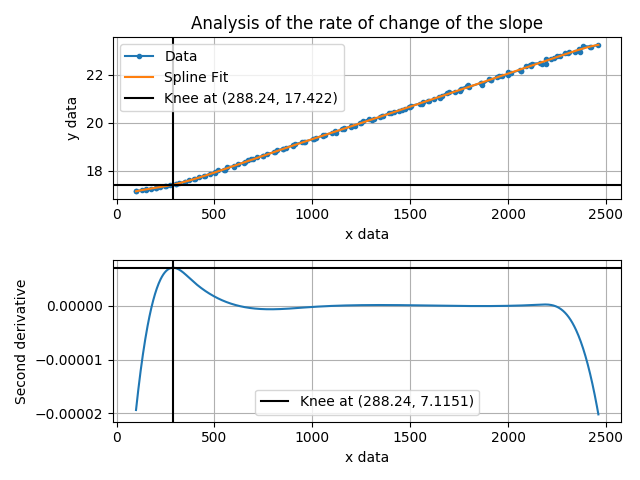 Analysis of the rate of change of the slope
Data
Spline Fit
Knee at (288.24, 17.422)
22
20
18
y data
0 500 1000 1500 2000 2500
x data
0.00000
−0.00001
−0.00002
Second derivative
Knee at (288.24, 7.1151)
0 500 1000 1500 2000 2500
x data